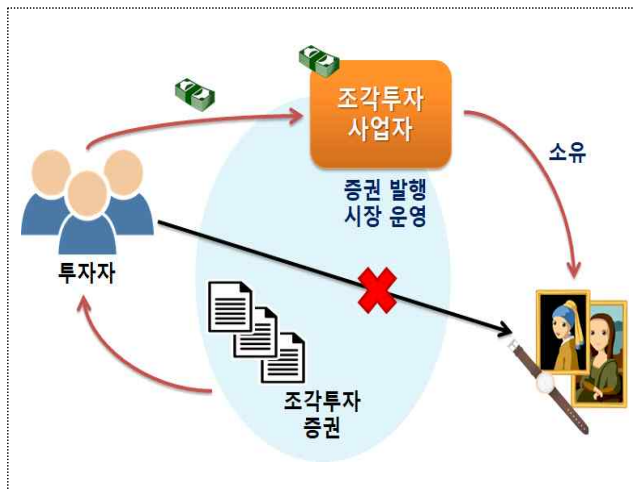 조각투자
사업자
소유
증권 발행
시장 운영
투자자
조각투자
증권